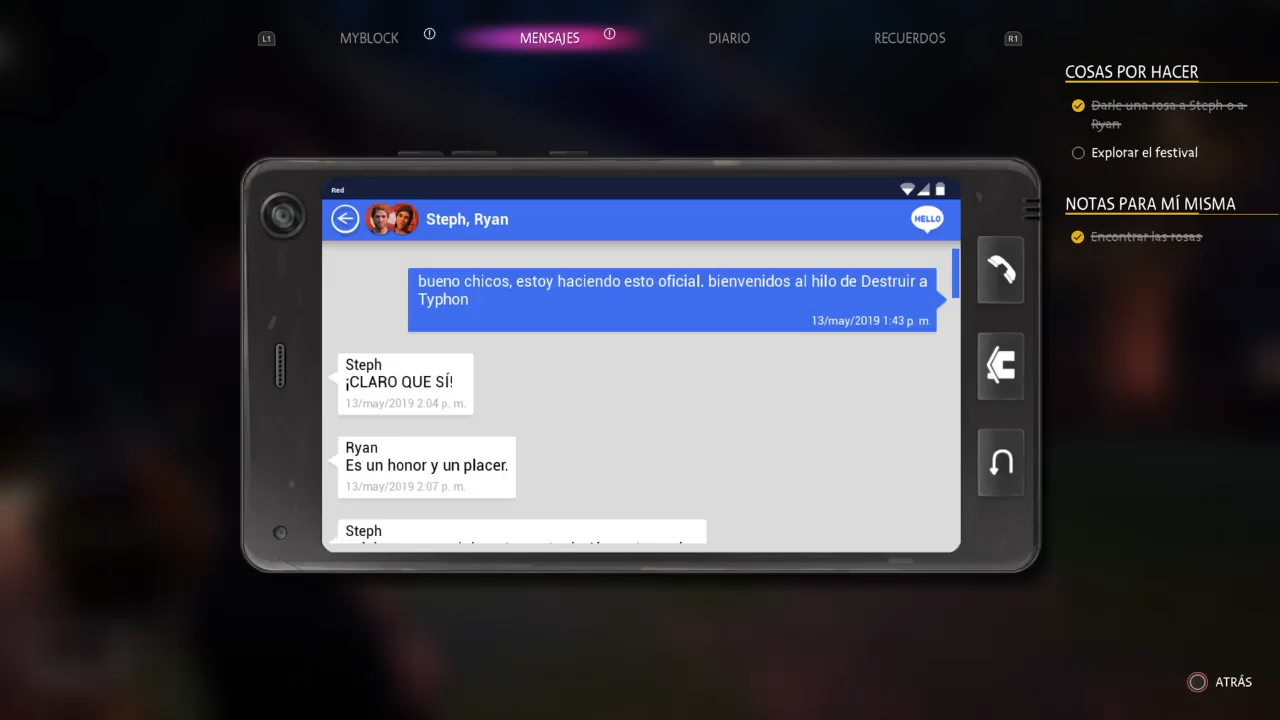 L1
MYBLOCK
MENSAJES
DIARIO
RECUERDOS
R1
COSAS POR HACER
Darle una rosa a Steph o a
Ryan
Explorar el festival
NOTAS PARA MÍ MISMA
Encontrar las rosas
Red
Steph, Ryan
HELLO
bueno chicos, estoy haciendo esto oficial. bienvenidos al hilo de Destruir a
Typhon
13/may/2019 1:43 p. m.
Steph
¡CLARO QUE SÍ!
13/may/2019 2:04 p. m.
Ryan
Es un honor y un placer.
13/may/2019 2:07 p. m.
Steph
ATRÁS